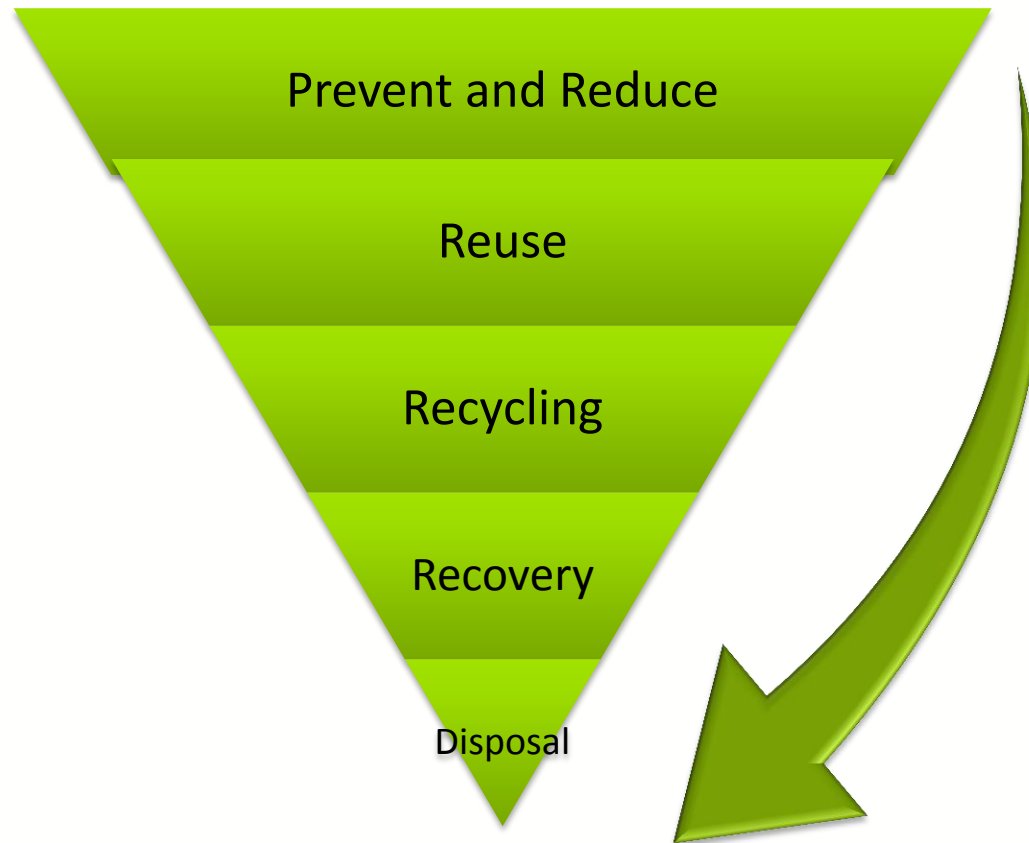 Prevent and Reduce
Reuse
Recycling
Recovery
Disposal